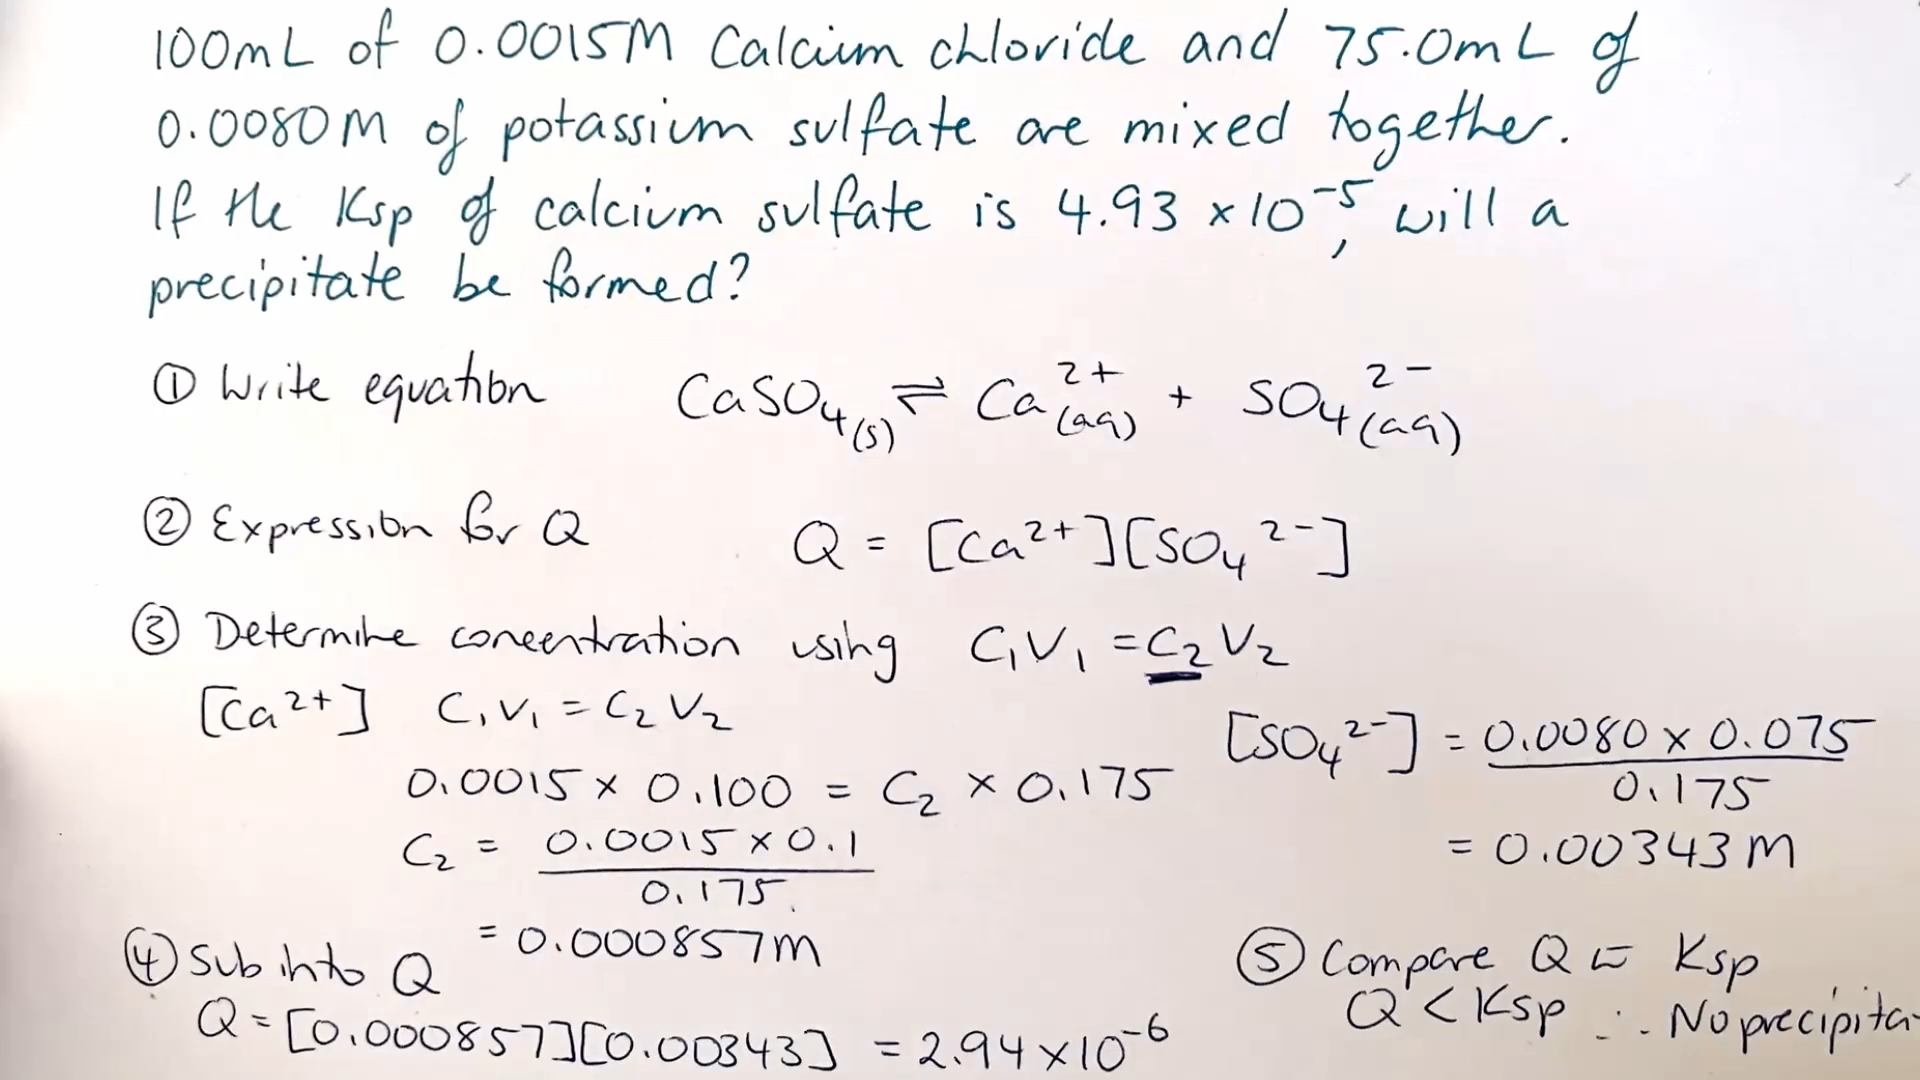 100mL of 0.0015M Calcium chloride and 75.0mL of
0.0080M of potassium sulfate are mixed together.
If the Ksp of calcium sulfate is 4.93 ×10⁻⁵, will a
precipitate be formed?
① Write equation CaSO₄(s) ⇌ Ca²⁺(aq) + SO₄²⁻(aq)
② Expression for Q Q = [Ca²⁺][SO₄²⁻]
③ Determine concentration using C₁V₁ = C₂V₂
[Ca²⁺] C₁V₁ = C₂V₂
0.0015 × 0.100 = C₂ × 0.175
C₂ = 0.0015 × 0.1
0.175
= 0.000857M
[SO₄²⁻] = 0.0080 × 0.075
0.175
= 0.00343M
④ Sub into Q
Q = [0.000857][0.00343] = 2.94×10⁻⁶
⑤ Compare Q Ksp
Q < Ksp ∴ No precipita